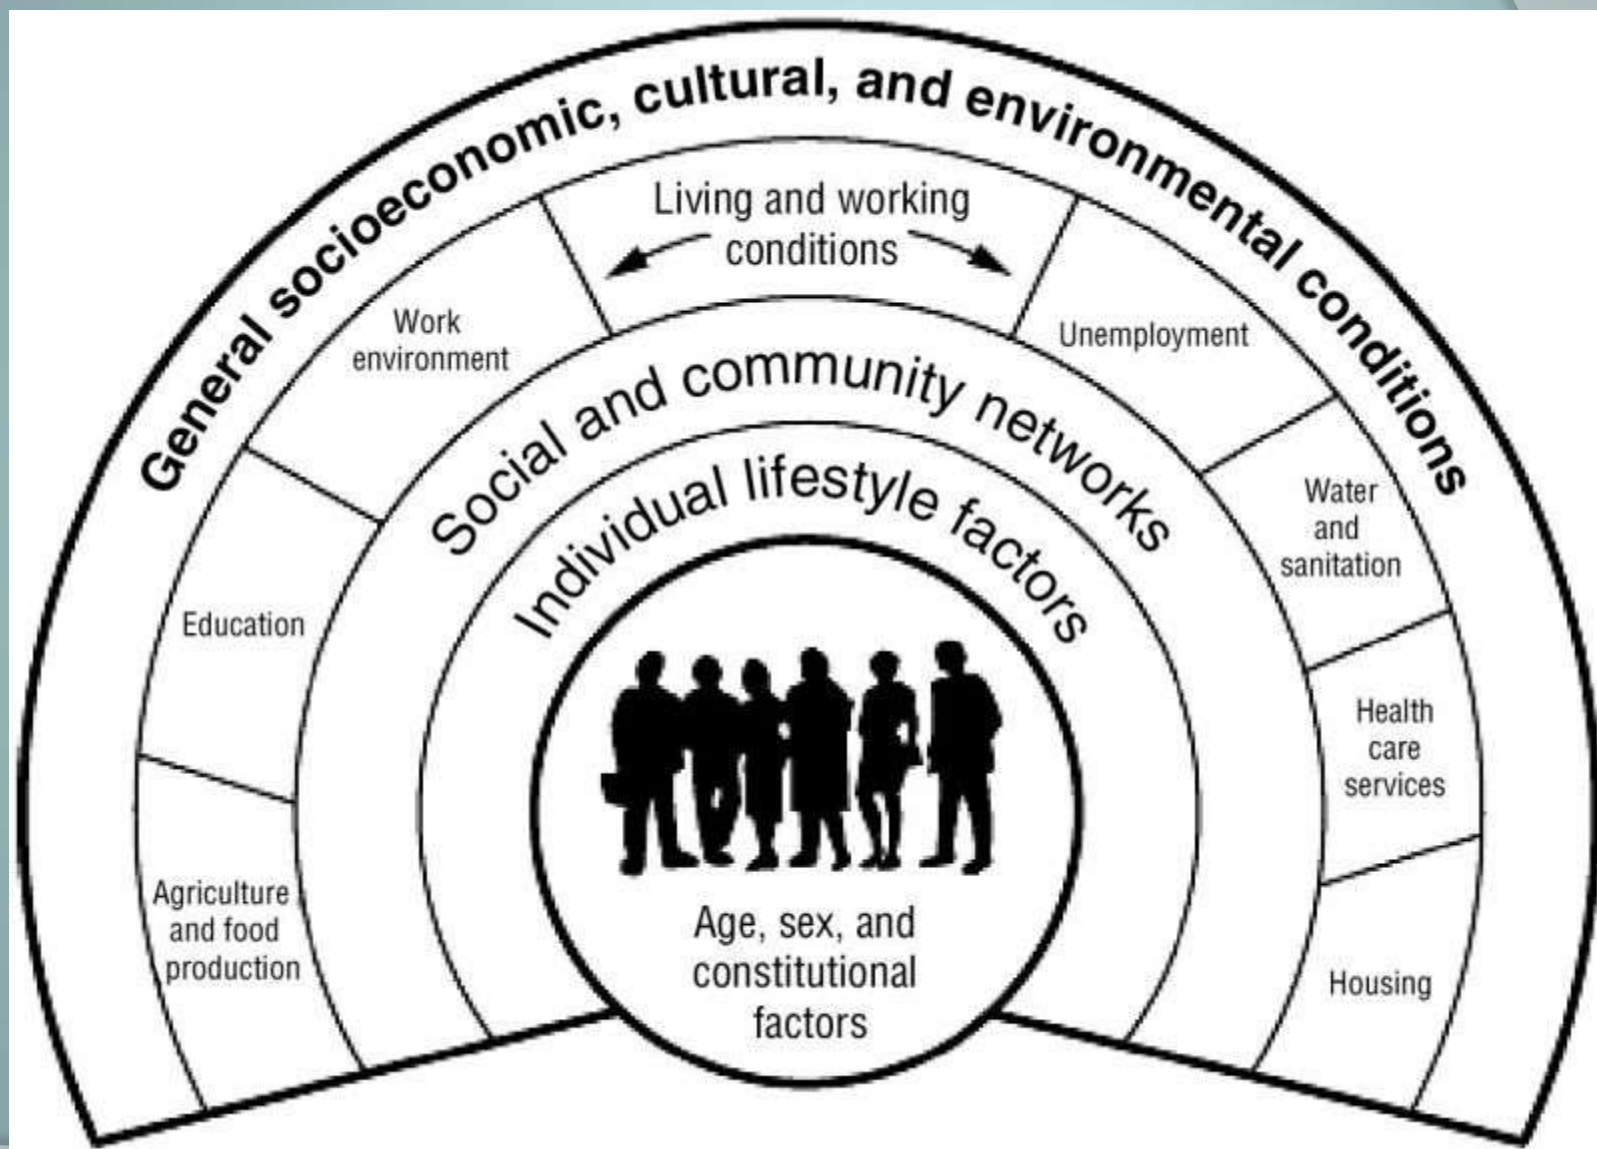 General socioeconomic, cultural, and environmental conditions
Living and working
conditions
Work
environment
Unemployment
Social and community networks
Individual lifestyle factors
Water
and
sanitation
Education
Health
care
services
Agriculture
and food
production
Housing
Age, sex, and
constitutional
factors